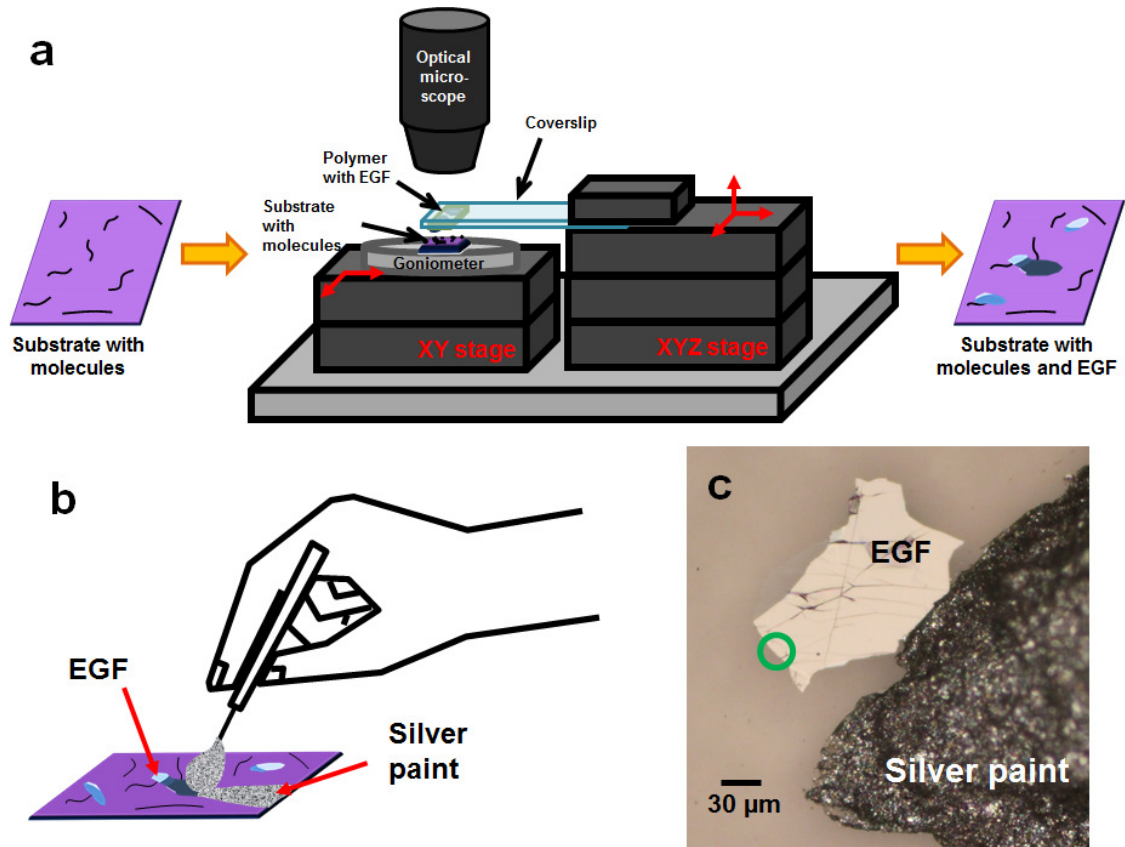 a
Optical
micro-
scope
Coverslip
Polymer
with EGF
Substrate
with
molecules
Goniometer
XY stage
XYZ stage
Substrate with
molecules
Substrate with
molecules and EGF
b
EGF
Silver
paint
c
EGF
Silver paint
30 µm